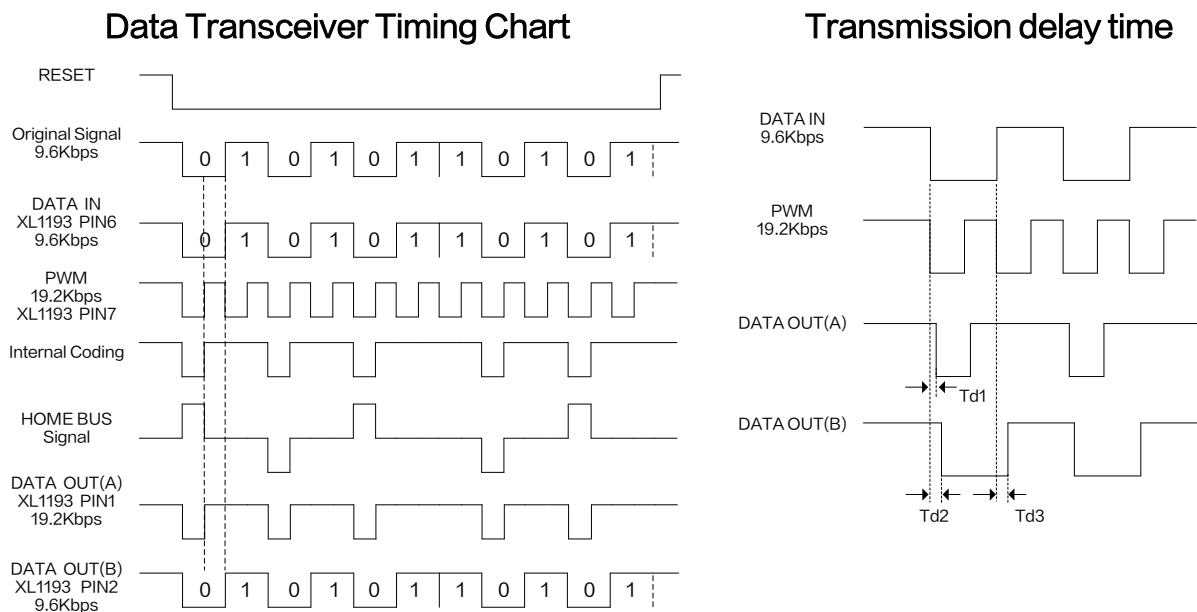 Data Transceiver Timing Chart
RESET
Original Signal
9.6Kbps
0 1 0 1 0 1 1 0 1 0 1
DATA IN
XL1193 PIN6
9.6Kbps
0 1 0 1 0 1 1 0 1 0 1
PWM
19.2Kbps
XL1193 PIN7
Internal Coding
HOME BUS
Signal
DATA OUT(A)
XL1193 PIN1
19.2Kbps
DATA OUT(B)
XL1193 PIN2
9.6Kbps
0 1 0 1 0 1 1 0 1 0 1
Transmission delay time
DATA IN
9.6Kbps
PWM
19.2Kbps
DATA OUT(A)
Td1
DATA OUT(B)
Td2 Td3